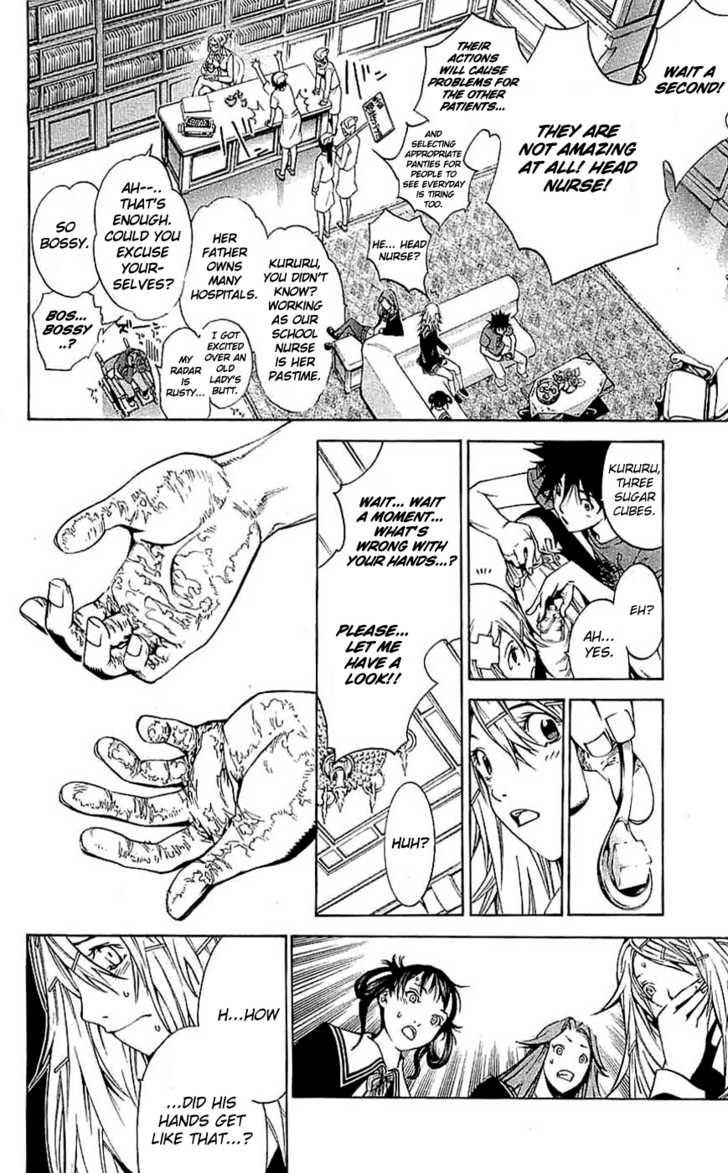 WAIT A
SECOND!
THEY ARE
NOT AMAZING
AT ALL! HEAD
NURSE!
THEIR
ACTIONS
WILL CAUSE
PROBLEMS FOR
THE OTHER
PATIENTS...
AND
SELECTING
APPROPRIATE
PANTIES FOR
PEOPLE TO
SEE EVERYDAY
IS TIRING
TOO.
HE... HEAD
NURSE?
KURURU,
YOU DIDN'T
KNOW?
WORKING
AS OUR
SCHOOL
NURSE
IS HER
PASTIME.
HER
FATHER
OWNS
MANY
HOSPITALS.
I GOT
EXCITED
OVER AN
OLD
LADY'S
BUTT.
MY
RADAR
IS
RUSTY...
AH--..
THAT'S
ENOUGH.
COULD YOU
EXCUSE
YOUR-
SELVES?
SO
BOSSY.
BOS...
BOSSY
..?
KURURU,
THREE
SUGAR
CUBES.
EH?
AH...
YES.
WAIT... WAIT
A MOMENT...
WHAT'S
WRONG WITH
YOUR HANDS...?
PLEASE...
LET ME
HAVE A
LOOK!!
HUH?
H...HOW
...DID HIS
HANDS GET
LIKE THAT...?